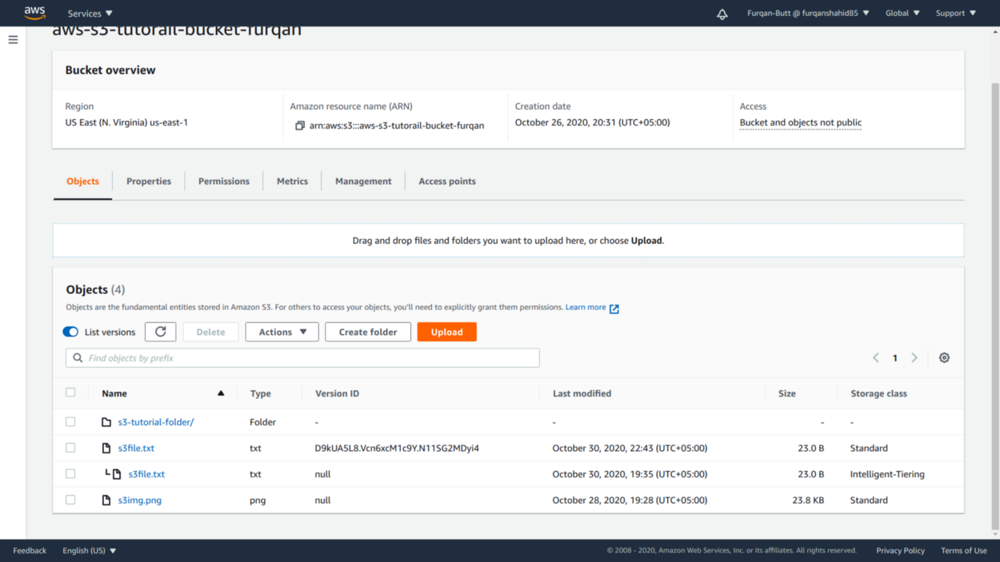 aws Services ▼ Furqan-Butt @ furqanshahid85 ▼ Global ▼ Support ▼
aws-s3-tutorail-bucket-furqan
Bucket overview
Region Amazon resource name (ARN) Creation date Access
US East (N. Virginia) us-east-1 arn:aws:s3:::aws-s3-tutorail-bucket-furqan October 26, 2020, 20:31 (UTC+05:00) Bucket and objects not public
Objects Properties Permissions Metrics Management Access points
Drag and drop files and folders you want to upload here, or choose Upload.
Objects (4)
Objects are the fundamental entities stored in Amazon S3. For others to access your objects, you'll need to explicitly grant them permissions. Learn more
List versions Delete Actions ▼ Create folder Upload
Find objects by prefix 1
Name ▲ Type Version ID Last modified Size Storage class
s3-tutorial-folder/ Folder - - - -
s3file.txt txt D9kUA5L8.Vcn6xcM1c9Y.N11SG2MDyi4 October 30, 2020, 22:43 (UTC+05:00) 23.0 B Standard
s3file.txt txt null October 30, 2020, 19:35 (UTC+05:00) 23.0 B Intelligent-Tiering
s3img.png png null October 28, 2020, 19:28 (UTC+05:00) 23.8 KB Standard
Feedback English (US) ▼ © 2008 - 2020, Amazon Web Services, Inc. or its affiliates. All rights reserved. Privacy Policy Terms of Use